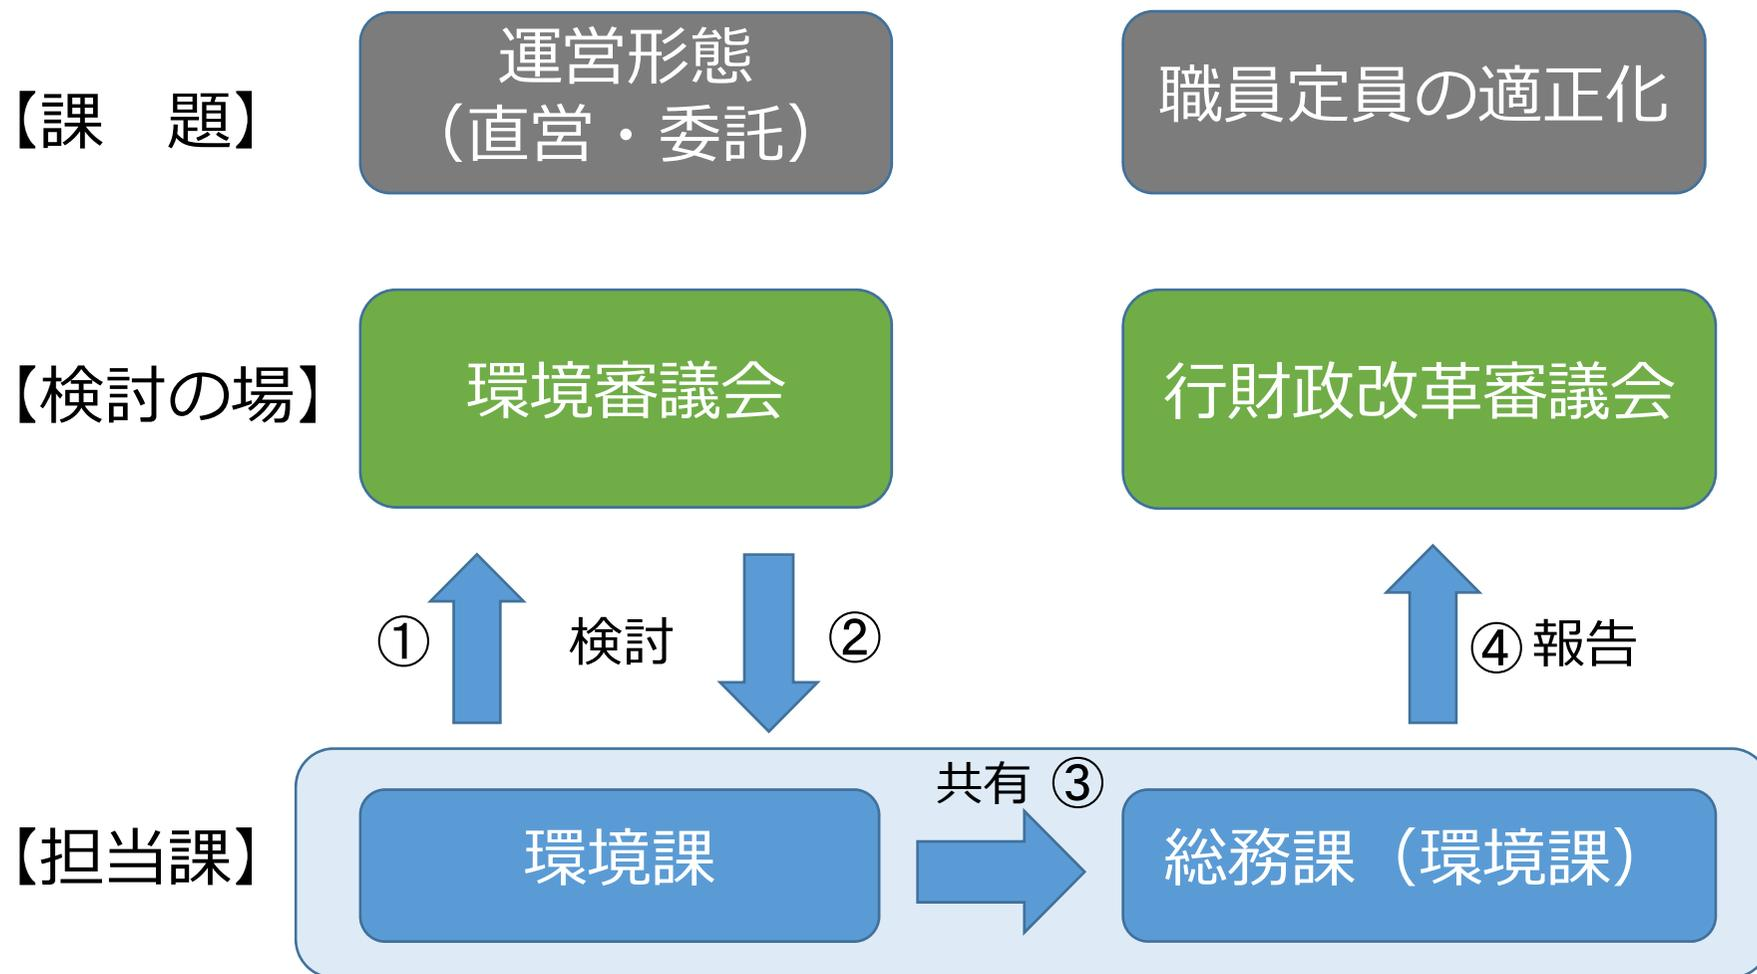 【課　題】
運営形態
（直営・委託）
職員定員の適正化
【検討の場】
環境審議会
行財政改革審議会
①
検討
②
④ 報告
共有 ③
【担当課】
環境課
総務課（環境課）